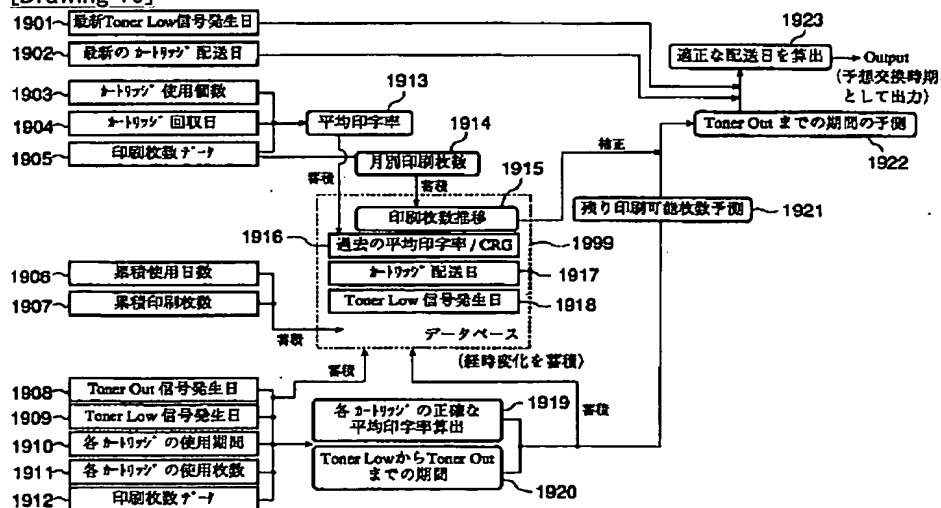 [Drawing 19]
1901 最新Toner Low信号発生日
1902 最新の カートリッジ 配送日
1903 カートリッジ 使用個数
1904 カートリッジ 回収日
1905 印刷枚数 データ
1913
平均印字率
1914
月別印刷枚数
蓄積
蓄積
1915
印刷枚数推移
1916 過去の平均印字率 / CRG 1999
カートリッジ 配送日 1917
Toner Low 信号発生日 1918
データベース
(経時変化を蓄積)
1906 累積使用日数
1907 累積印刷枚数
蓄積
蓄積
1908 Toner Out 信号発生日
1909 Toner Low 信号発生日
1910 各 カートリッジ の使用期間
1911 各 カートリッジ の使用枚数
1912 印刷枚数 データ
1919
各 カートリッジ の正確な
平均印字率算出
Toner LowからToner Out
までの期間
1920
蓄積
1923
適正な配送日を算出 Output
(予想交換時期
として出力)
Toner Out までの期間の予測
1922
補正
残り印刷可能枚数予測 1921